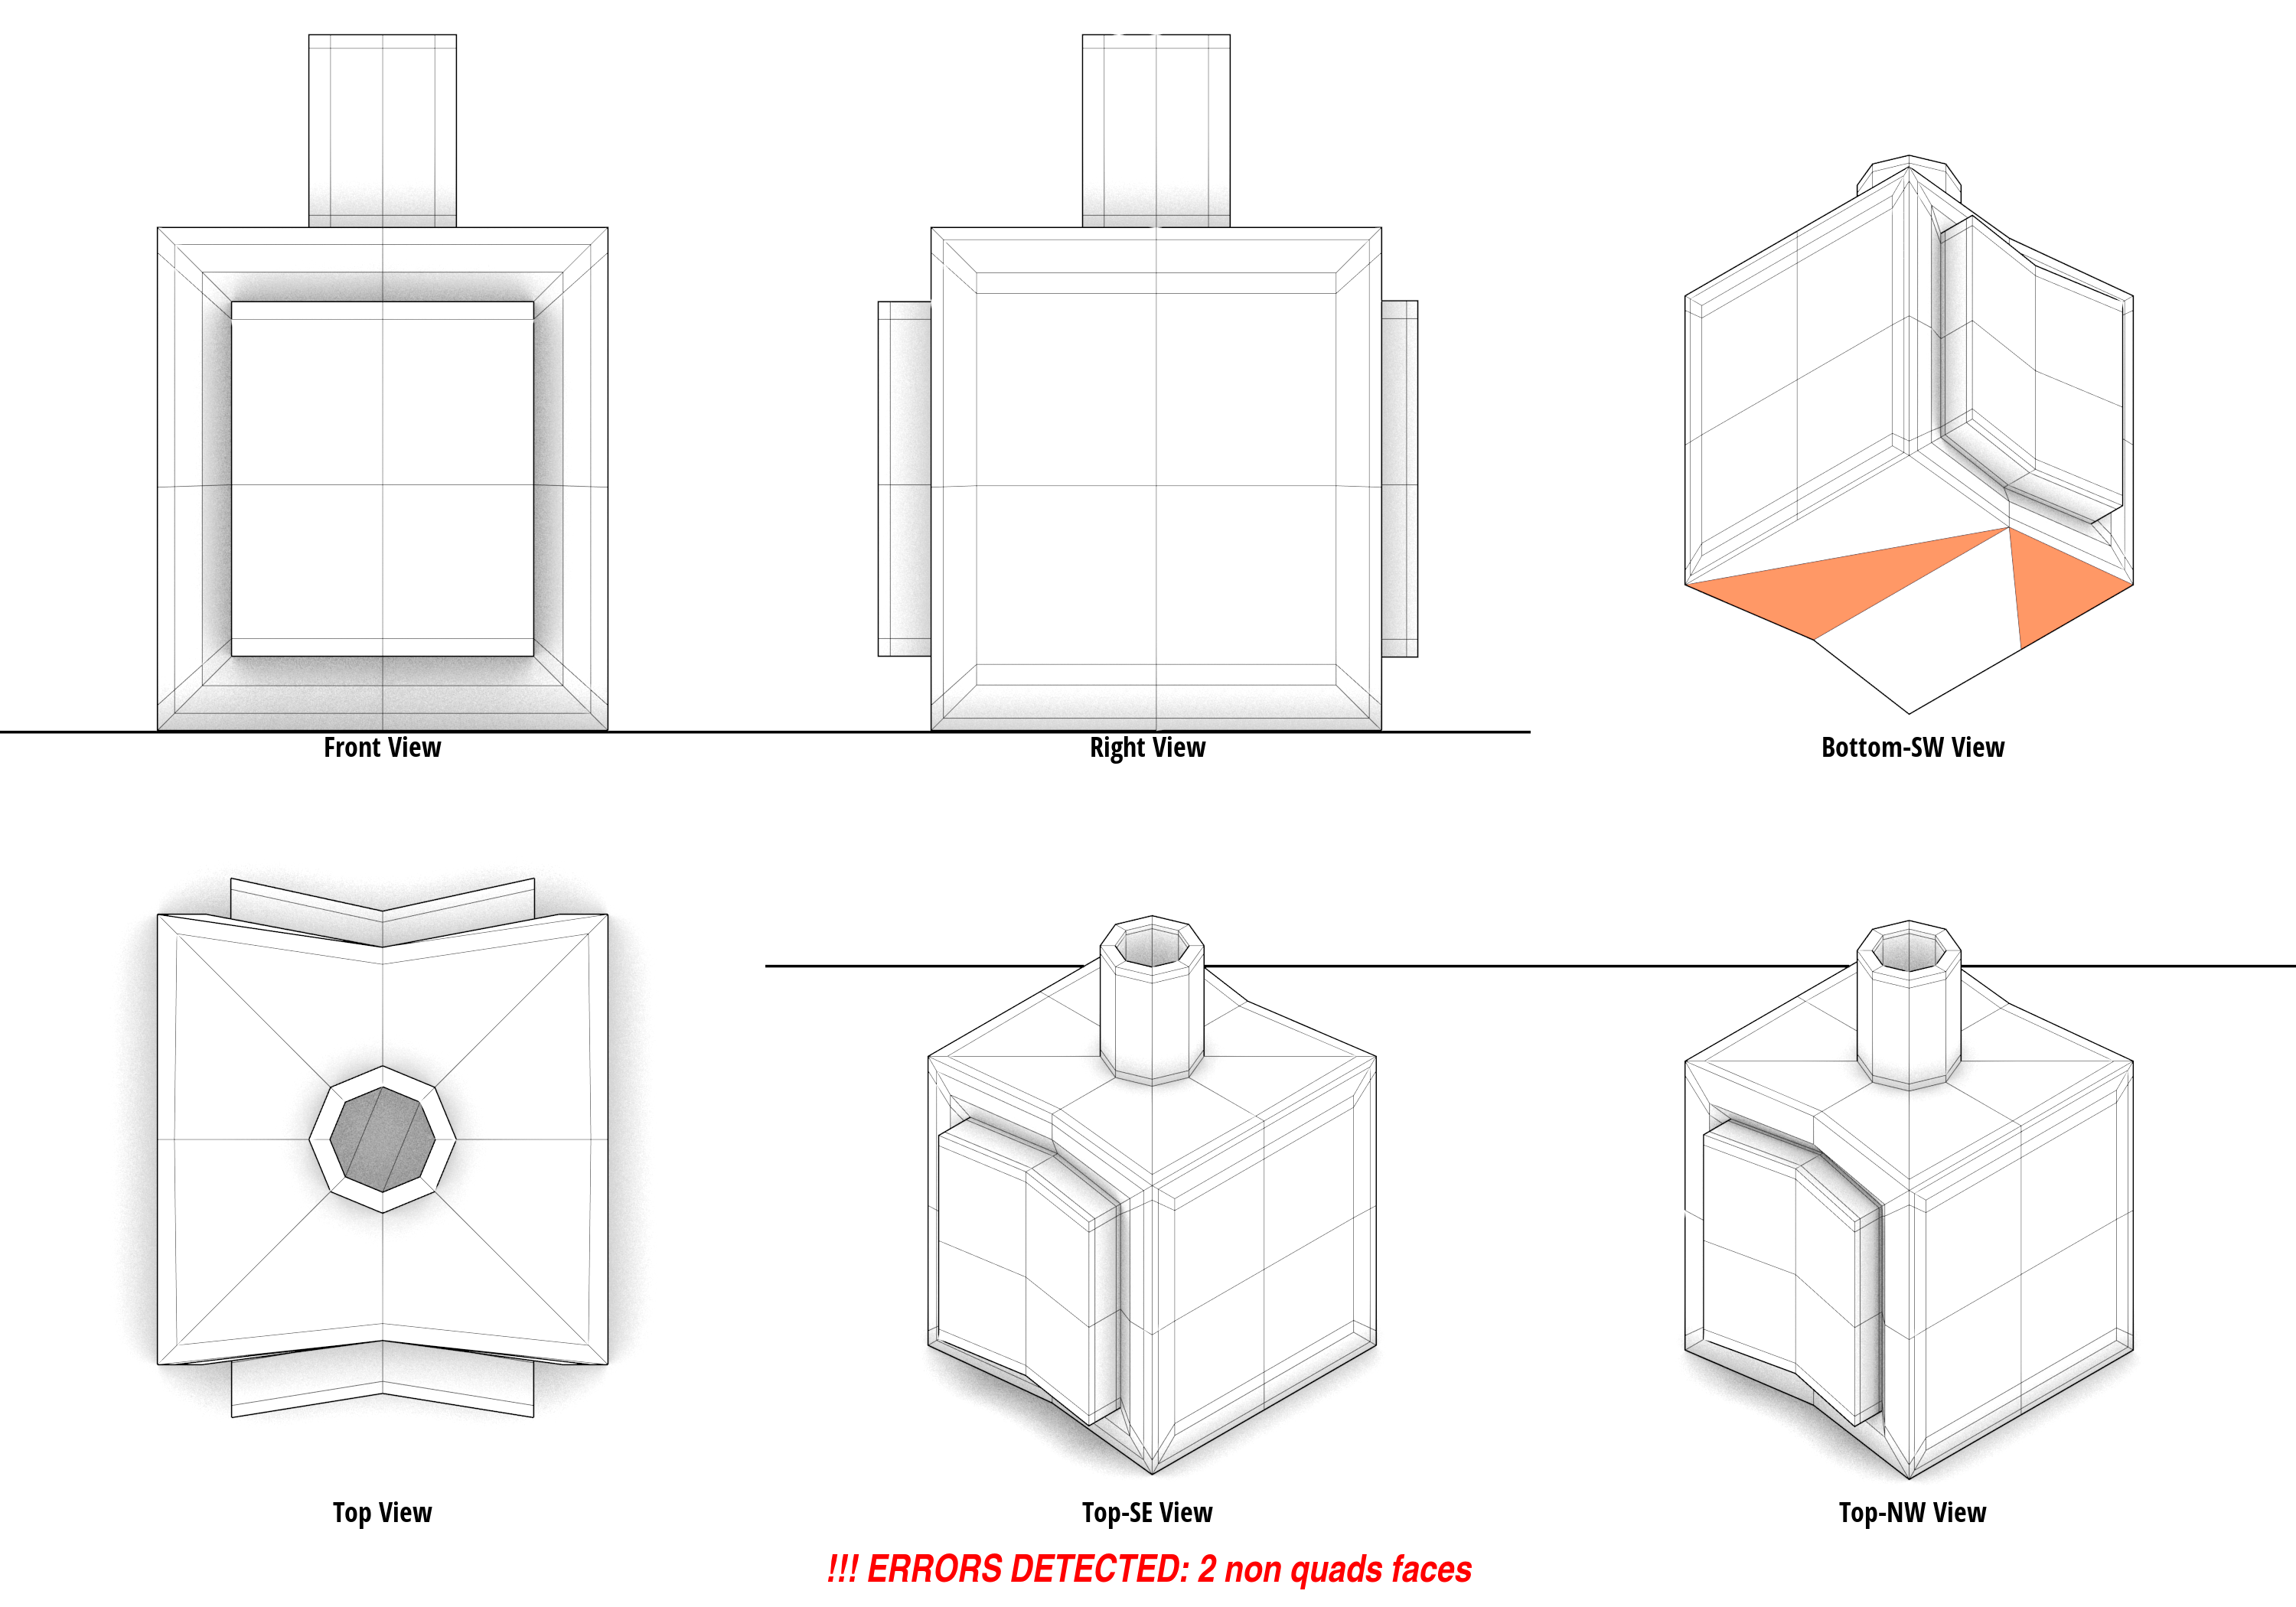 Front View
Right View
Bottom-SW View
Top View
Top-SE View
Top-NW View
!!! ERRORS DETECTED: 2 non quads faces